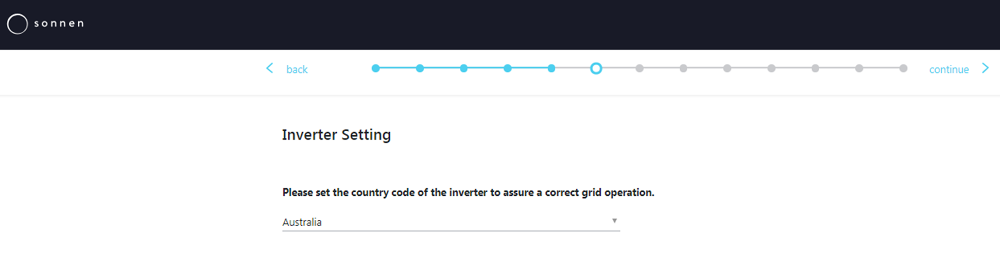 sonnen
back
continue
Inverter Setting
Please set the country code of the inverter to assure a correct grid operation.
Australia